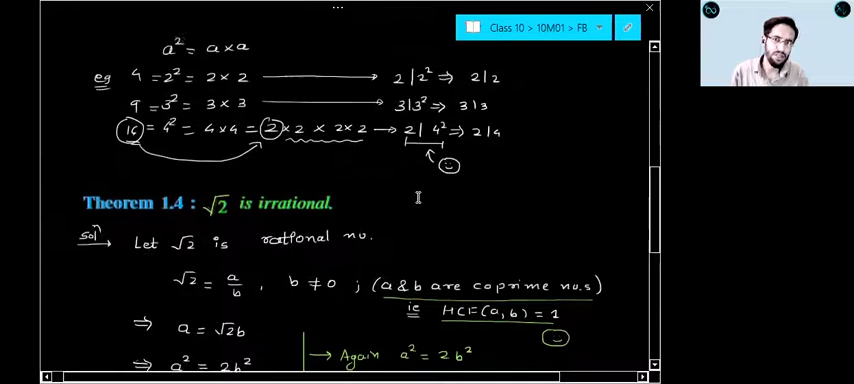 Class 10 > 10M01 > FB
a² = a × a
eg 4 = 2² = 2 × 2 → 2 | 2² ⇒ 2 | 2
9 = 3² = 3 × 3 → 3 | 3² ⇒ 3 | 3
16 = 4² = 4 × 4 = 2 × 2 × 2 × 2 → 2 | 4² ⇒ 2 | 4
Theorem 1.4 : √2 is irrational.
Solⁿ → Let √2 is rational no.
√2 = a/b , b ≠ 0 ; (a & b are coprime no.s)
ie HCF(a, b) = 1
⇒ a = √2b
⇒ a² = 2b²
→ Again a² = 2b²